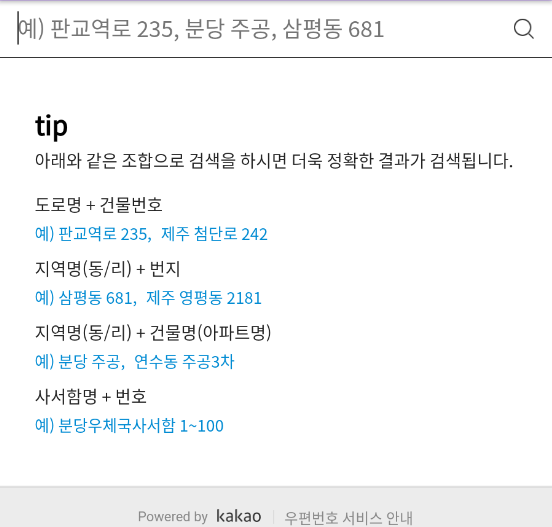 예) 판교역로 235, 분당 주공, 삼평동 681
tip
아래와 같은 조합으로 검색을 하시면 더욱 정확한 결과가 검색됩니다.
도로명 + 건물번호
예) 판교역로 235, 제주 첨단로 242
지역명(동/리) + 번지
예) 삼평동 681, 제주 영평동 2181
지역명(동/리) + 건물명(아파트명)
예) 분당 주공, 연수동 주공3차
사서함명 + 번호
예) 분당우체국사서함 1~100
Powered by kakao 우편번호 서비스 안내